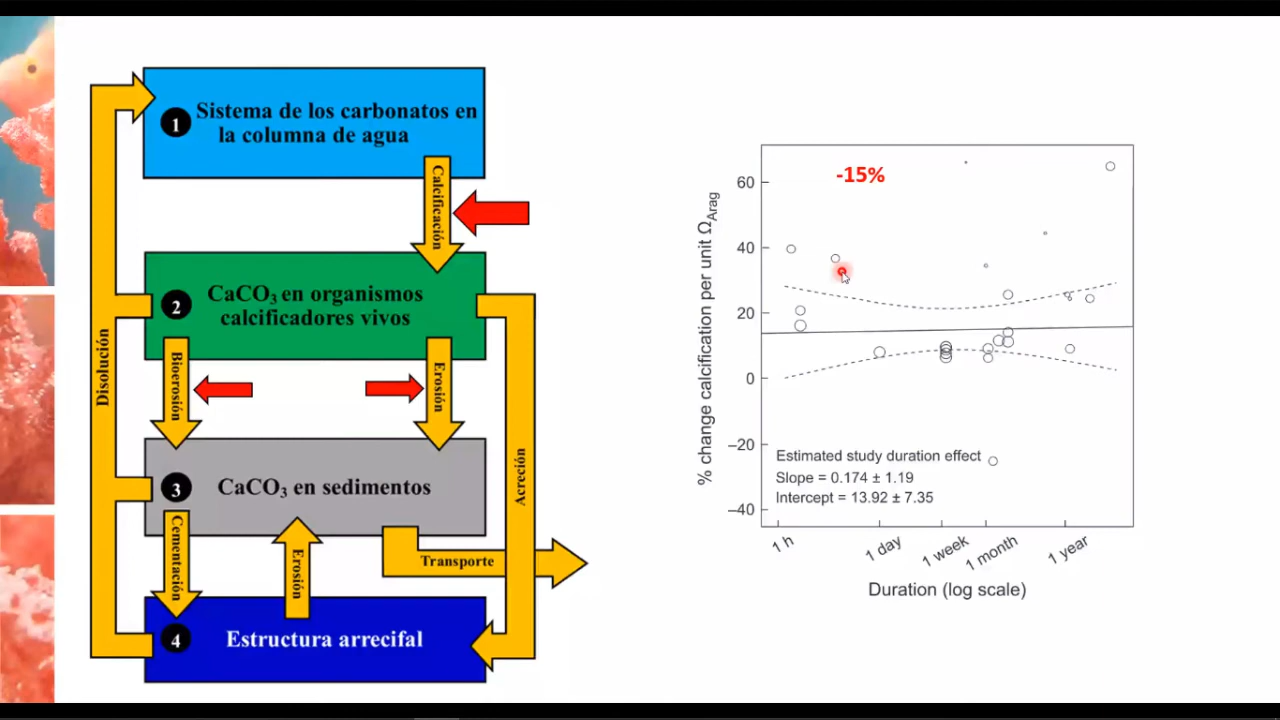 1
Sistema de los carbonatos en
la columna de agua
Calcificación
2
CaCO₃ en organismos
calcificadores vivos
Disolución
Bioerosión
Erosión
Acreción
3
CaCO₃ en sedimentos
Cementación
Erosión
Transporte
4
Estructura arrecifal
-15%
% change calcification per unit Ω_Arag
60
40
20
0
–20
–40
Estimated study duration effect
Slope = 0.174 ± 1.19
Intercept = 13.92 ± 7.35
1 h
1 day
1 week
1 month
1 year
Duration (log scale)